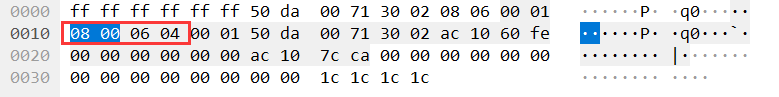 0000 ff ff ff ff ff ff 50 da 00 71 30 02 08 06 00 01 ······P· ·q0·····
0010 08 00 06 04 00 01 50 da 00 71 30 02 ac 10 60 fe ······P· ·q0···`·
0020 00 00 00 00 00 00 ac 10 7c ca 00 00 00 00 00 00 ········ |·······
0030 00 00 00 00 00 00 00 00 1c 1c 1c 1c ········ ····